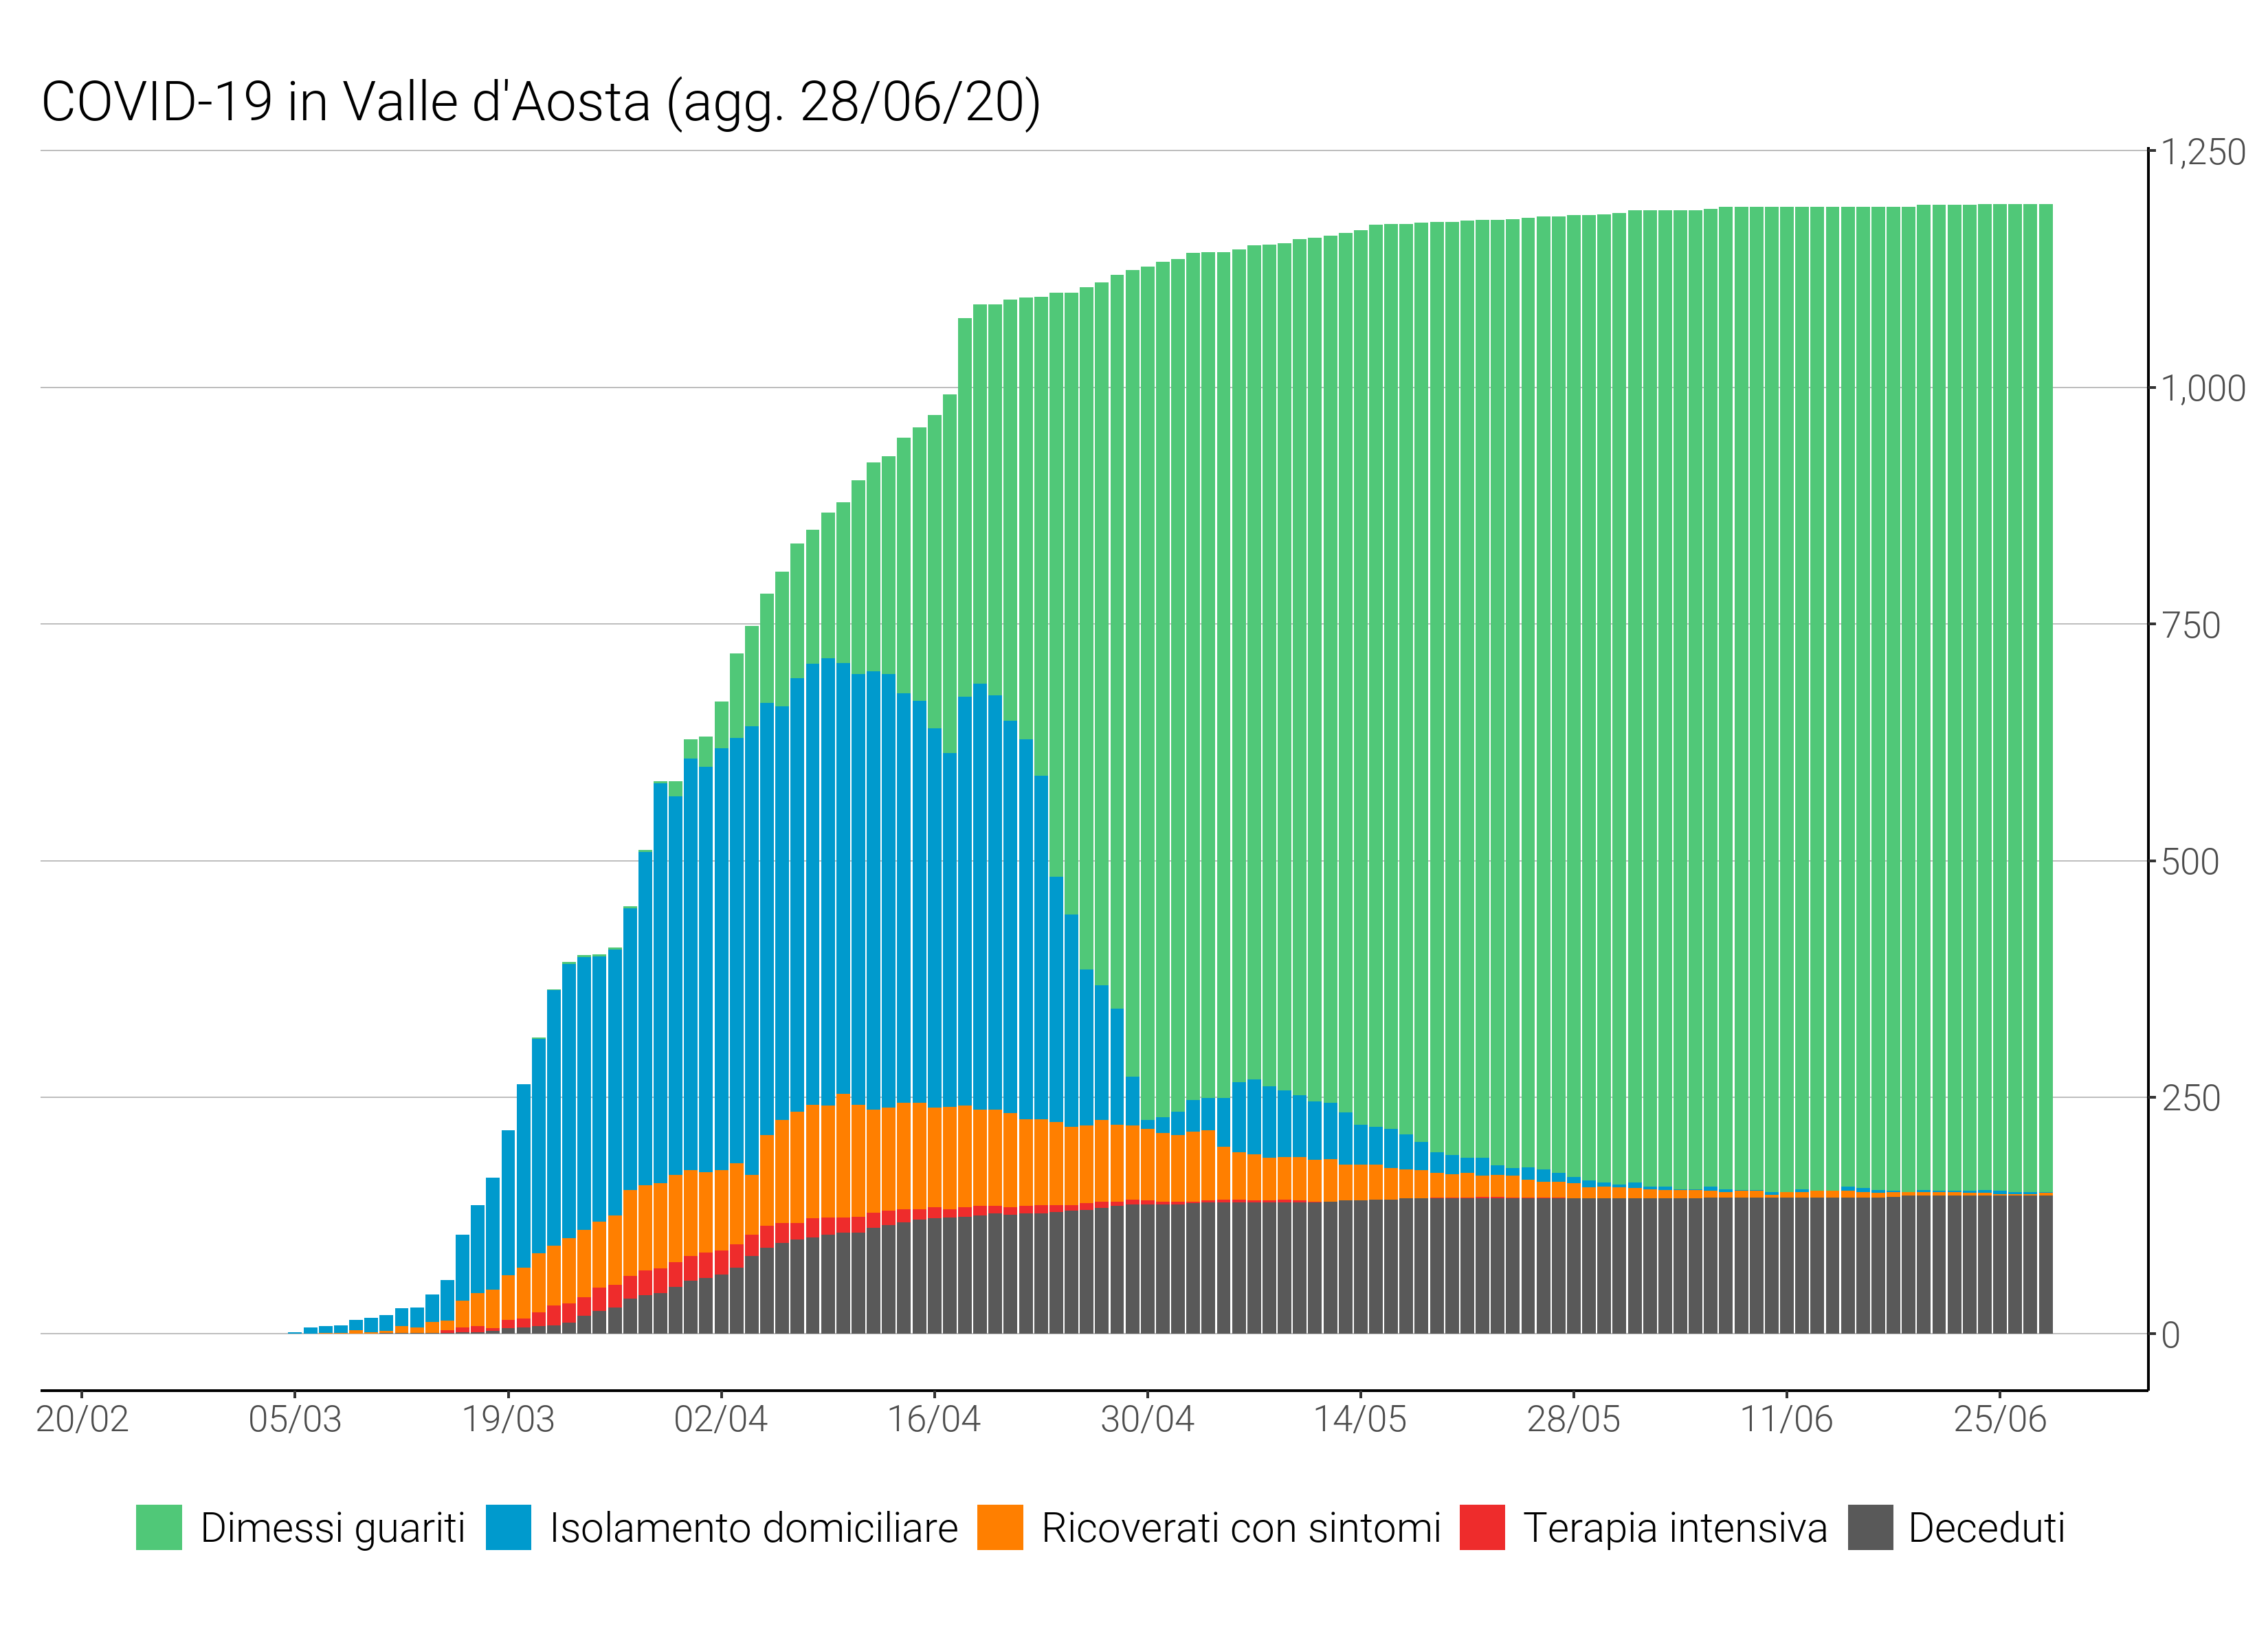 COVID-19 in Valle d'Aosta (agg. 28/06/20)
1,250
1,000
750
500
250
0
20/02 05/03 19/03 02/04 16/04 30/04 14/05 28/05 11/06 25/06
Dimessi guariti Isolamento domiciliare Ricoverati con sintomi Terapia intensiva Deceduti